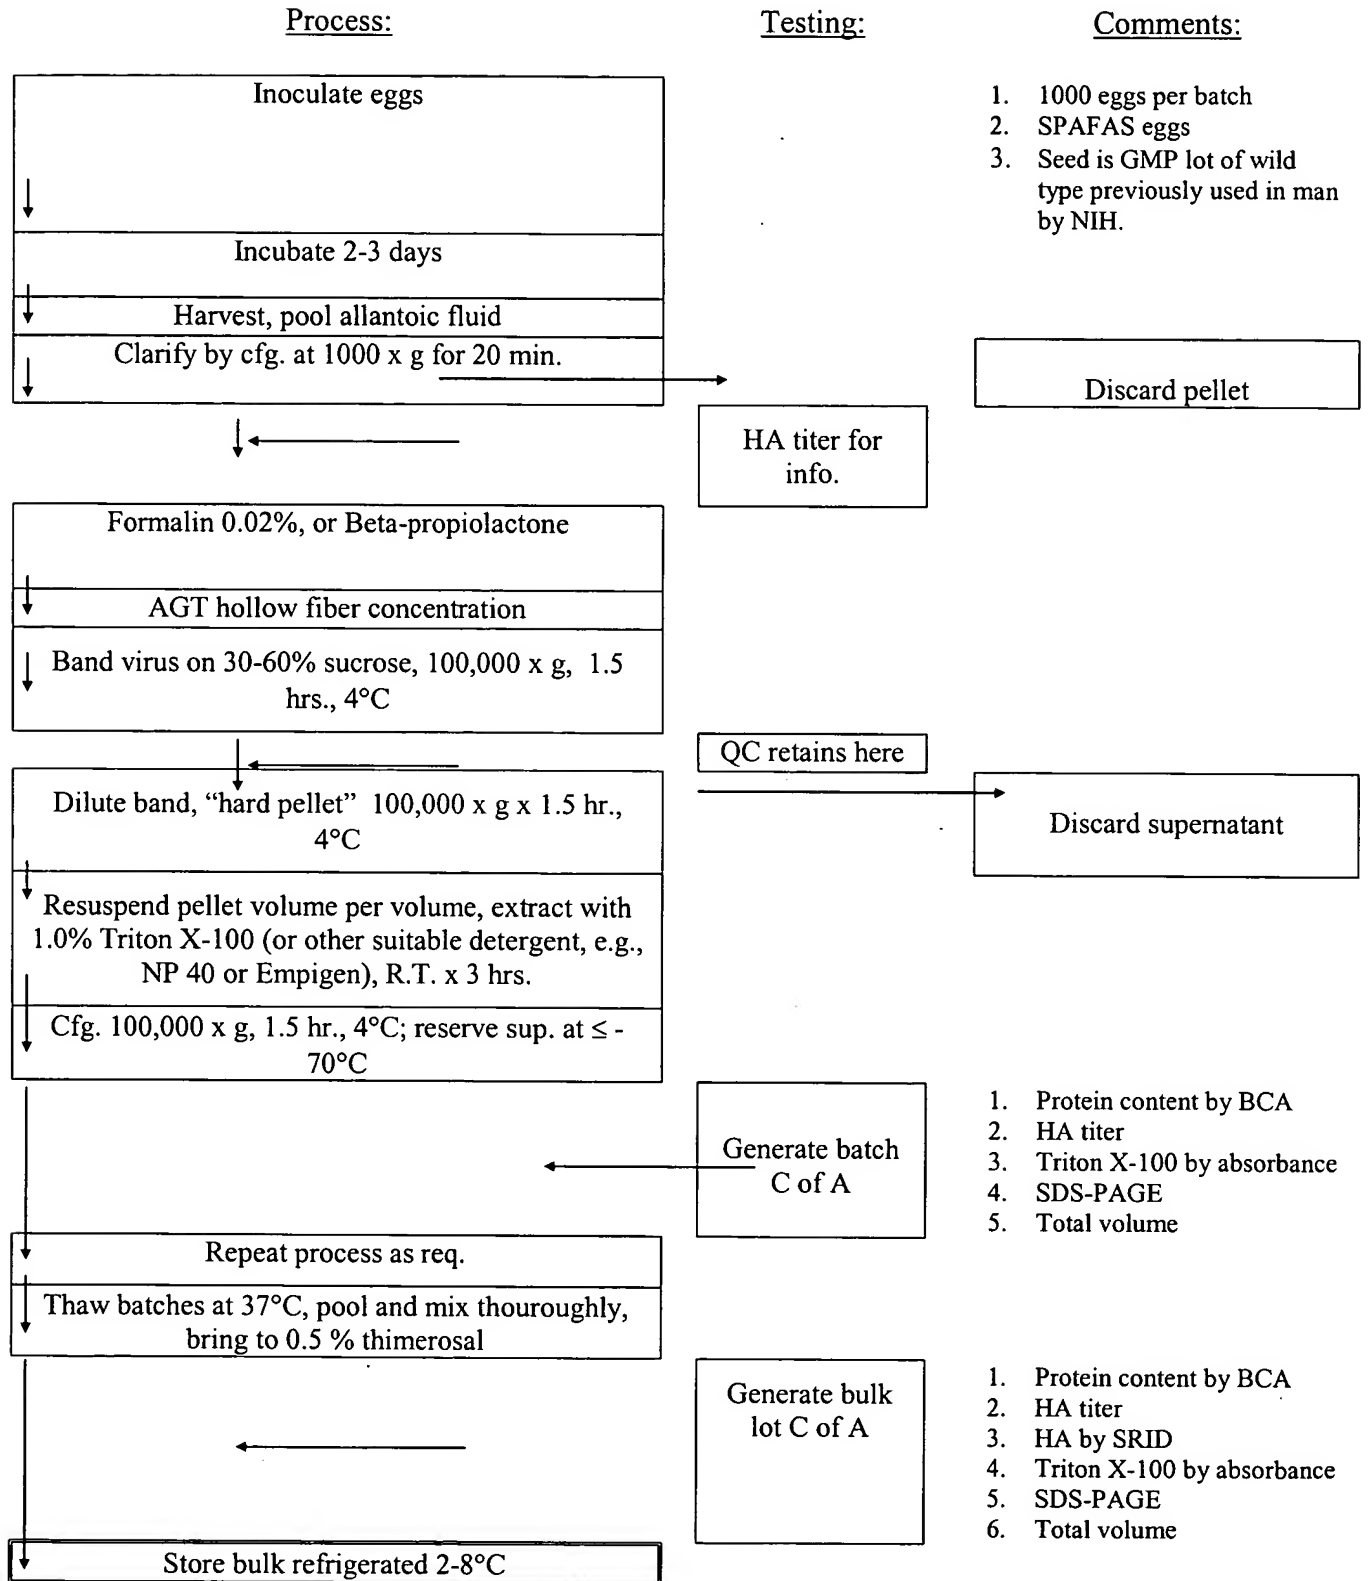 Process:
Testing:
Comments:
Inoculate eggs
1. 1000 eggs per batch
2. SPAFAS eggs
3. Seed is GMP lot of wild
type previously used in man
by NIH.
Incubate 2-3 days
Harvest, pool allantoic fluid
Clarify by cfg. at 1000 x g for 20 min.
Discard pellet
HA titer for
info.
Formalin 0.02%, or Beta-propiolactone
AGT hollow fiber concentration
Band virus on 30-60% sucrose, 100,000 x g, 1.5
hrs., 4°C
QC retains here
Dilute band, “hard pellet” 100,000 x g x 1.5 hr.,
4°C
Discard supernatant
Resuspend pellet volume per volume, extract with
1.0% Triton X-100 (or other suitable detergent, e.g.,
NP 40 or Empigen), R.T. x 3 hrs.
Cfg. 100,000 x g, 1.5 hr., 4°C; reserve sup. at ≤ -
70°C
Generate batch
C of A
1. Protein content by BCA
2. HA titer
3. Triton X-100 by absorbance
4. SDS-PAGE
5. Total volume
Repeat process as req.
Thaw batches at 37°C, pool and mix thouroughly,
bring to 0.5 % thimerosal
Generate bulk
lot C of A
1. Protein content by BCA
2. HA titer
3. HA by SRID
4. Triton X-100 by absorbance
5. SDS-PAGE
6. Total volume
Store bulk refrigerated 2-8°C